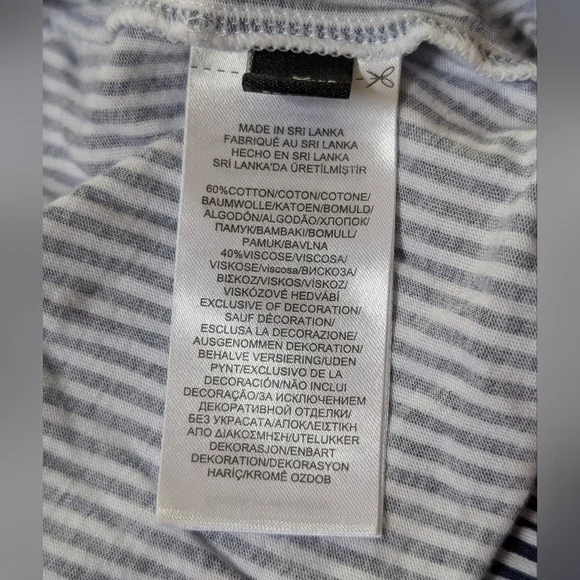 MADE IN SRI LANKA
FABRIQUÉ AU SRI LANKA
HECHO EN SRI LANKA
SRİ LANKA'DA ÜRETİLMİŞTİR
60%COTTON/COTON/COTONE/
BAUMWOLLE/KATOEN/BOMULD/
ALGODÓN/ALGODÃO/ХЛОПОК/
ПАМУК/ΒΑΜΒΑΚΙ/BOMULL/
PAMUK/BAVLNA
40%VISCOSE/VISCOSA/
VISKOSE/viscosa/ВИСКОЗА/
ΒΙΣΚΟΖ/VISKOS/VİSKOZ/
VISKÓZOVÉ HEDVÁBÍ
EXCLUSIVE OF DECORATION/
SAUF DÉCORATION/
ESCLUSA LA DECORAZIONE/
AUSGENOMMEN DEKORATION/
BEHALVE VERSIERING/UDEN
PYNT/EXCLUSIVO DE LA
DECORACIÓN/NÃO INCLUI
DECORAÇÃO/ЗА ИСКЛЮЧЕНИЕМ
ДЕКОРАТИВНОЙ ОТДЕЛКИ/
БЕЗ УКРАСАТА/ΑΠΟΚΛΕΙΣΤΙΚΗ
ΑΠΟ ΔΙΑΚΟΣΜΗΣΗ/UTELUKKER
DEKORASJON/ENBART
DEKORATION/DEKORASYON
HARİÇ/KROMĚ OZDOB